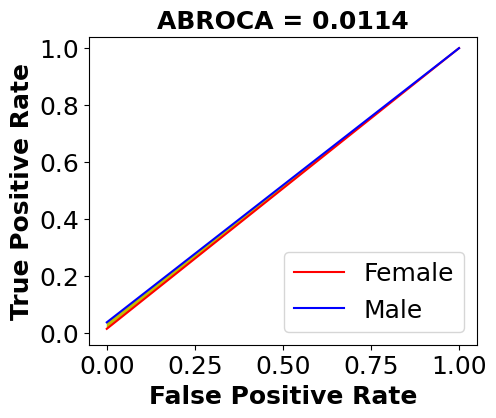 ABROCA = 0.0114
True Positive Rate
1.0
0.8
0.6
0.4
0.2
0.0
Female
Male
0.00 0.25 0.50 0.75 1.00
False Positive Rate